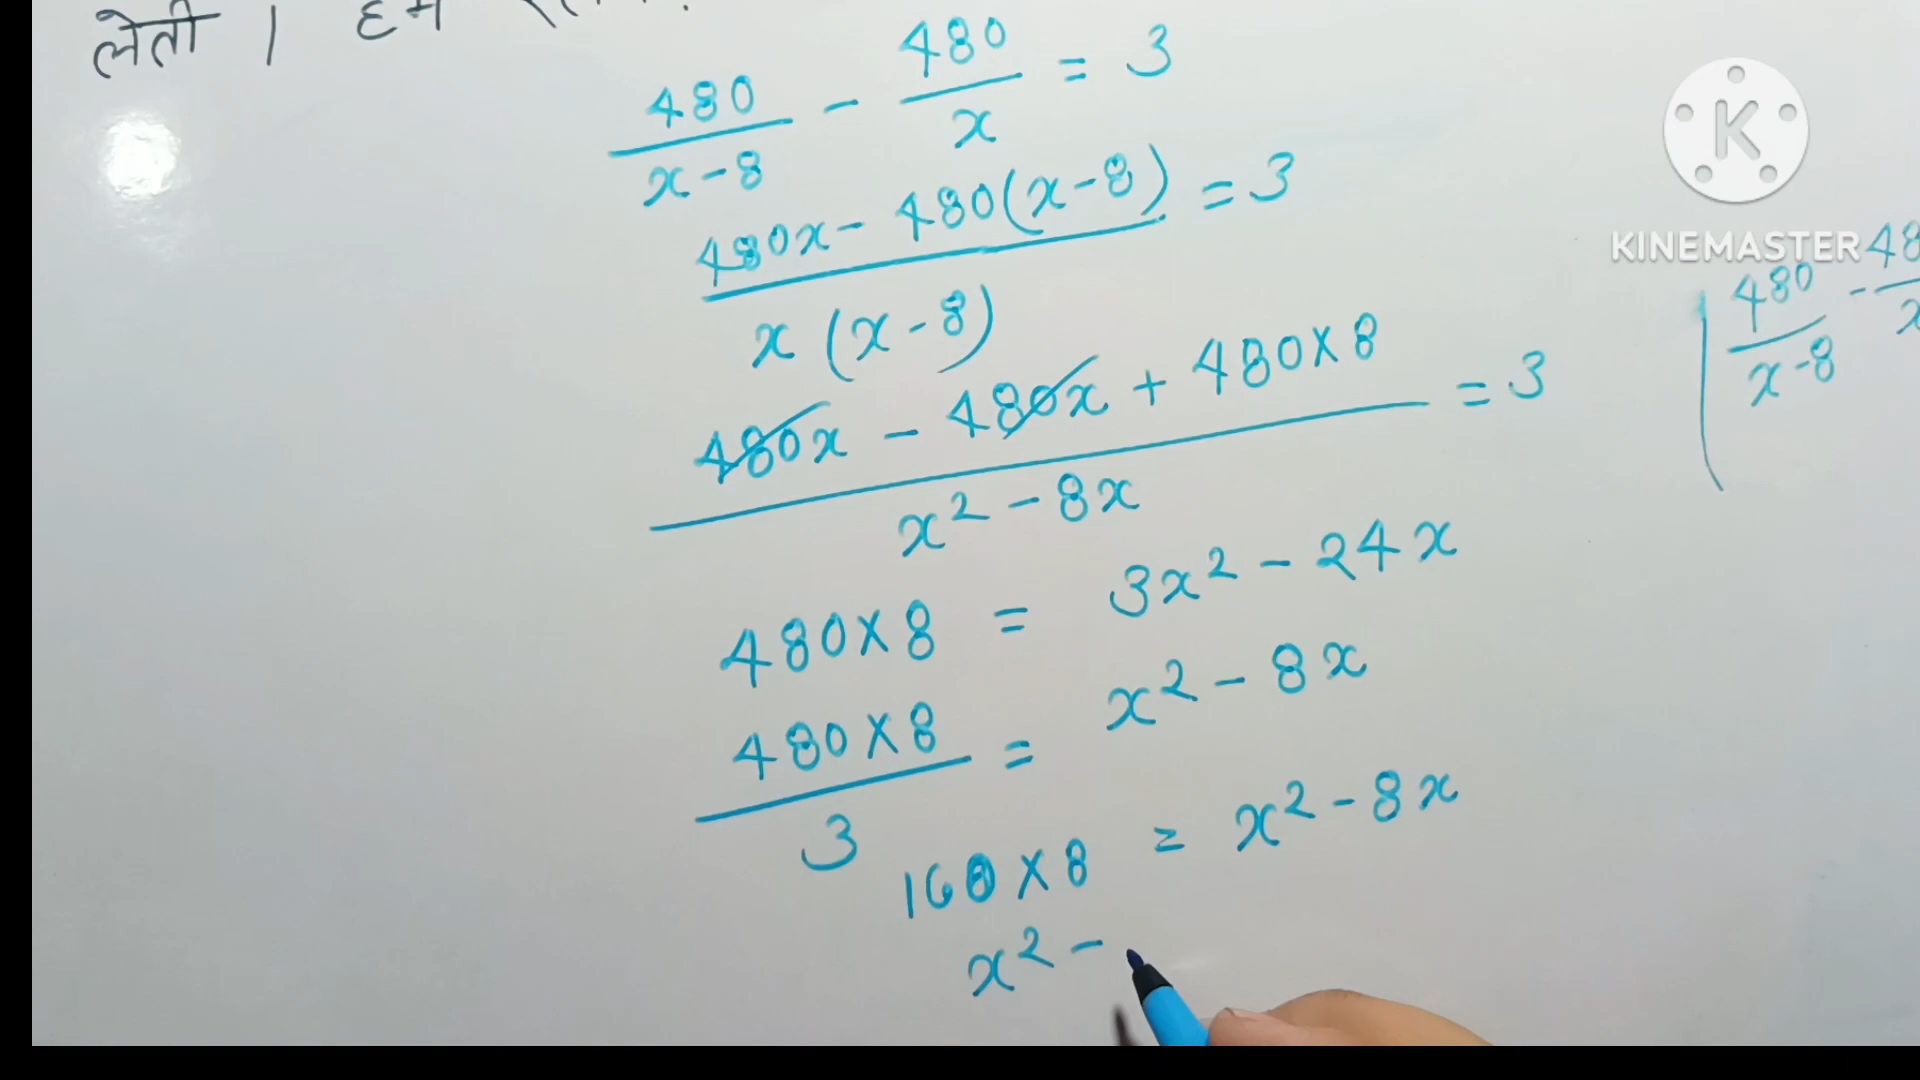 लेती । हम
480/(x-8) - 480/x = 3
(480x - 480(x-8))/(x(x-8)) = 3
(480x - 480x + 480×8)/(x² - 8x) = 3
480×8 = 3x² - 24x
(480×8)/3 = x² - 8x
160×8 = x² - 8x
x² -
K
KINEMASTER
480/(x-8) - 48/x